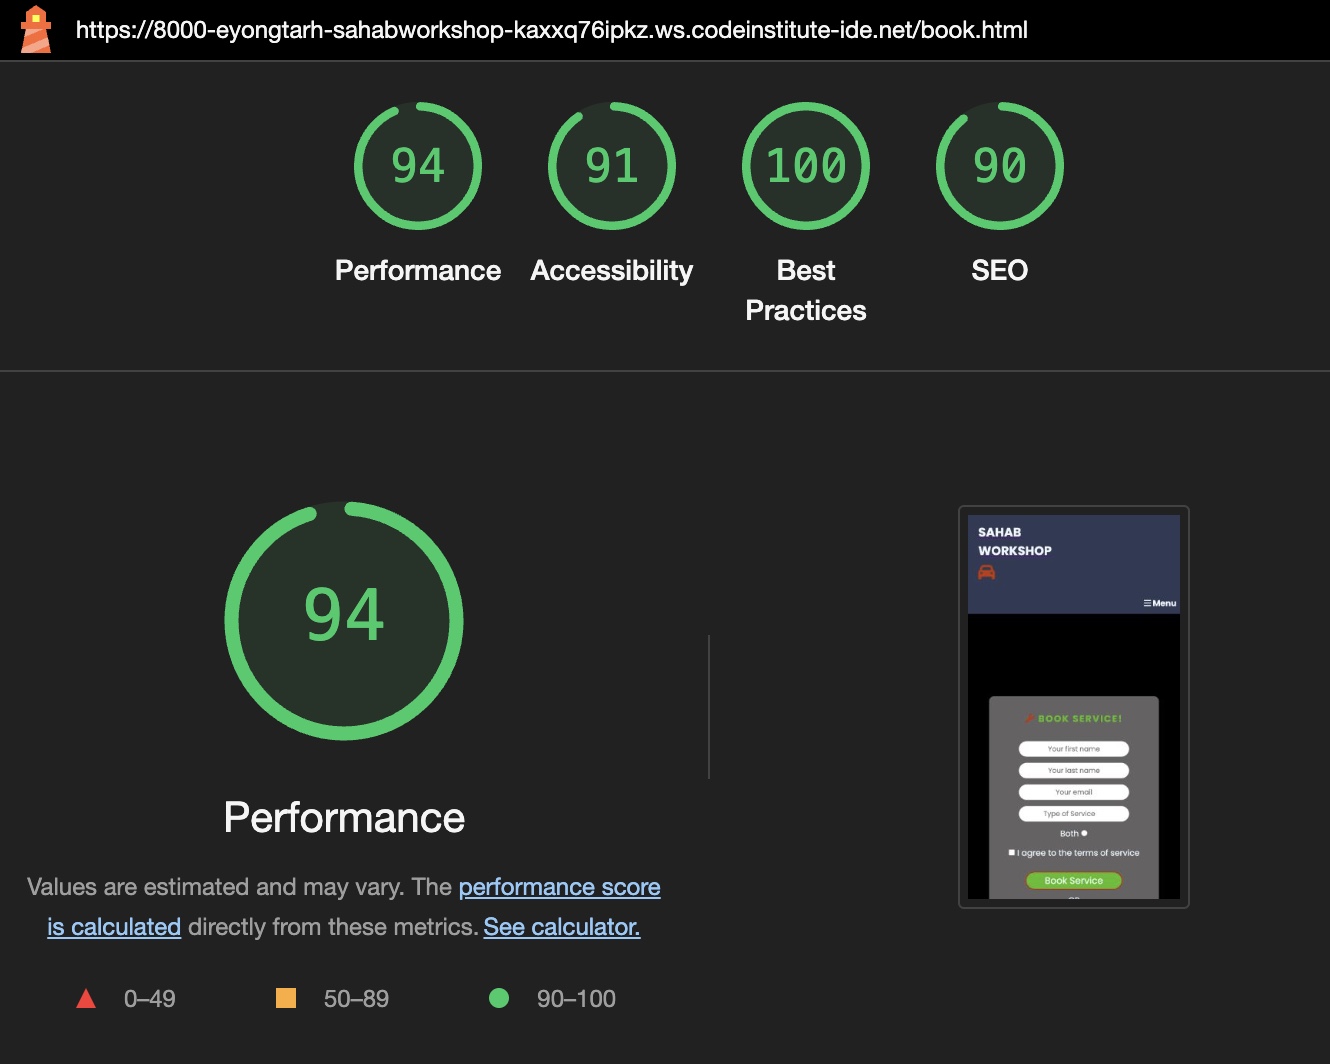 https://8000-eyongtarh-sahabworkshop-kaxxq76ipkz.ws.codeinstitute-ide.net/book.html
94
91
100
90
Performance
Accessibility
Best
Practices
SEO
94
Performance
Values are estimated and may vary. The performance score
is calculated directly from these metrics. See calculator.
0–49
50–89
90–100
SAHAB
WORKSHOP
Menu
BOOK SERVICE!
Your first name
Your last name
Your email
Type of Service
Both
I agree to the terms of service
Book Service